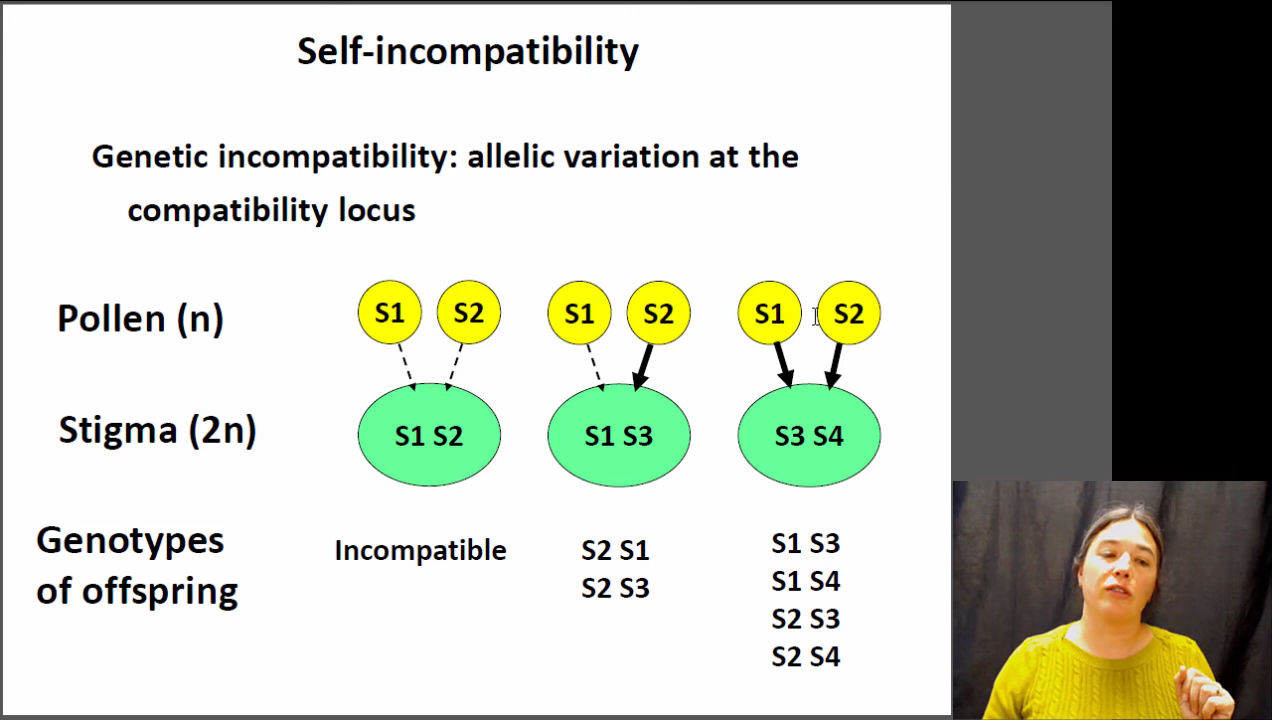 Self-incompatibility
Genetic incompatibility: allelic variation at the
compatibility locus
Pollen (n)
S1 S2 S1 S2 S1 S2
Stigma (2n)
S1 S2 S1 S3 S3 S4
Genotypes
of offspring
Incompatible
S2 S1
S2 S3
S1 S3
S1 S4
S2 S3
S2 S4